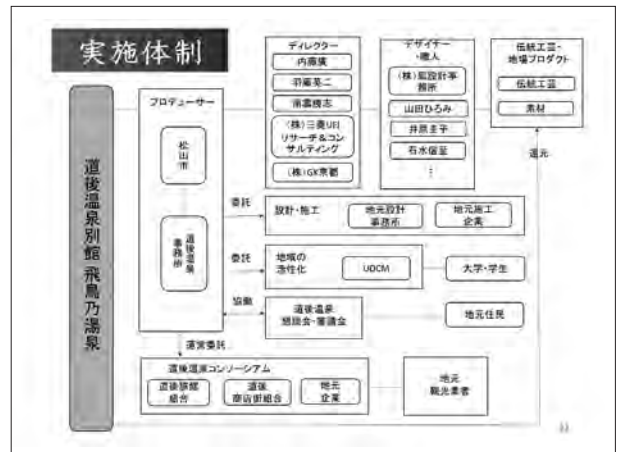 実施体制
道後温泉別館 飛鳥乃湯泉
プロデューサー
松山市
道後温泉
事務所
ディレクター
内藤廣
羽藤英二
(株)三菱UFJ
リサーチ&コン
サルティング
(株)GK京都
デザイナー
・職人
(株)
計事
務所
山田ひろみ
井原圭子
石水信至
⋮
伝統工芸・
地場プロダクト
伝統工芸
素材
還元
委託
設計・施工
地元設計
事務所
地元施工
企業
委託
地域の
活性化
UDCM
大学・学生
協働
道後温泉
懇談会・審議会
地元住民
運営委託
道後温泉コンソーシアム
道後旅館
組合
道後
商店街組合
地元
企業
地元
観光業者